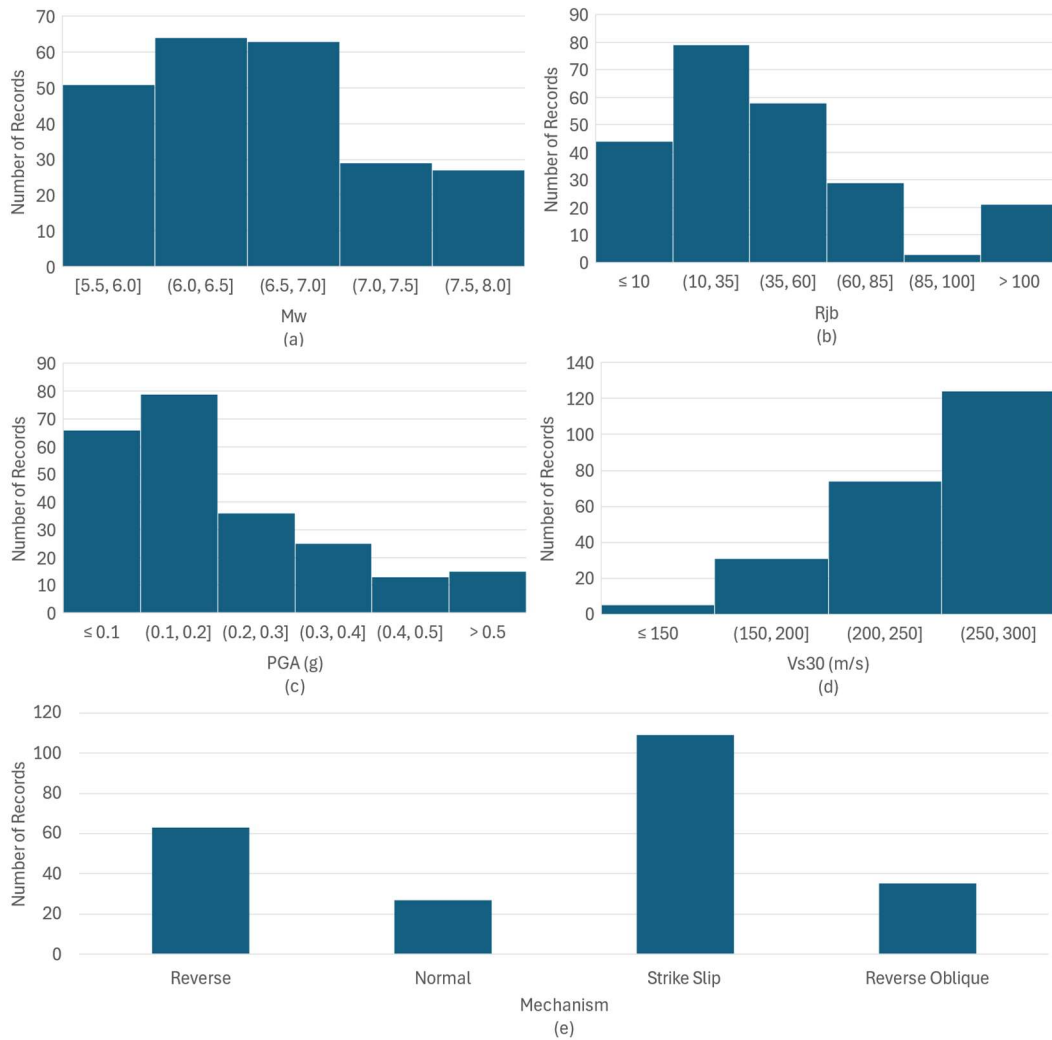 70
60
50
40
30
20
10
0
Number of Records
[5.5, 6.0] (6.0, 6.5] (6.5, 7.0] (7.0, 7.5] (7.5, 8.0]
Mw
(a)
90
80
70
60
50
40
30
20
10
0
Number of Records
≤ 10 (10, 35] (35, 60] (60, 85] (85, 100] > 100
Rjb
(b)
90
80
70
60
50
40
30
20
10
0
Number of Records
≤ 0.1 (0.1, 0.2] (0.2, 0.3] (0.3, 0.4] (0.4, 0.5] > 0.5
PGA (g)
(c)
140
120
100
80
60
40
20
0
Number of Records
≤ 150 (150, 200] (200, 250] (250, 300]
Vs30 (m/s)
(d)
120
100
80
60
40
20
0
Number of Records
Reverse Normal Strike Slip Reverse Oblique
Mechanism
(e)